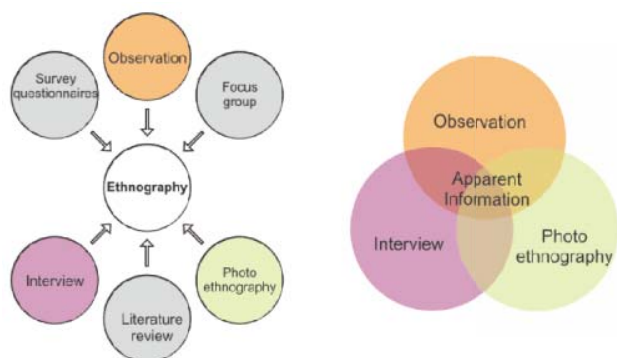 Observation
Survey
questionnaires
Focus
group
Ethnography
Interview
Photo
ethnography
Literature
review
Observation
Apparent
Information
Interview
Photo
ethnography